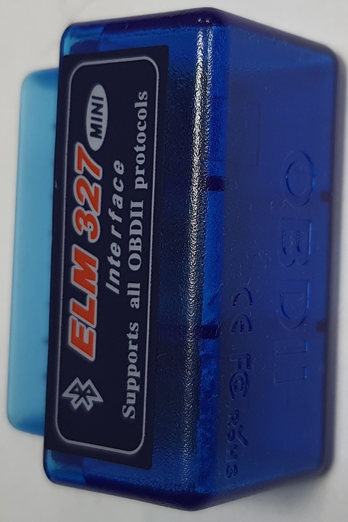 ELM 327 MINI
Interface
Supports all OBDII protocols
OBDII
CE FC